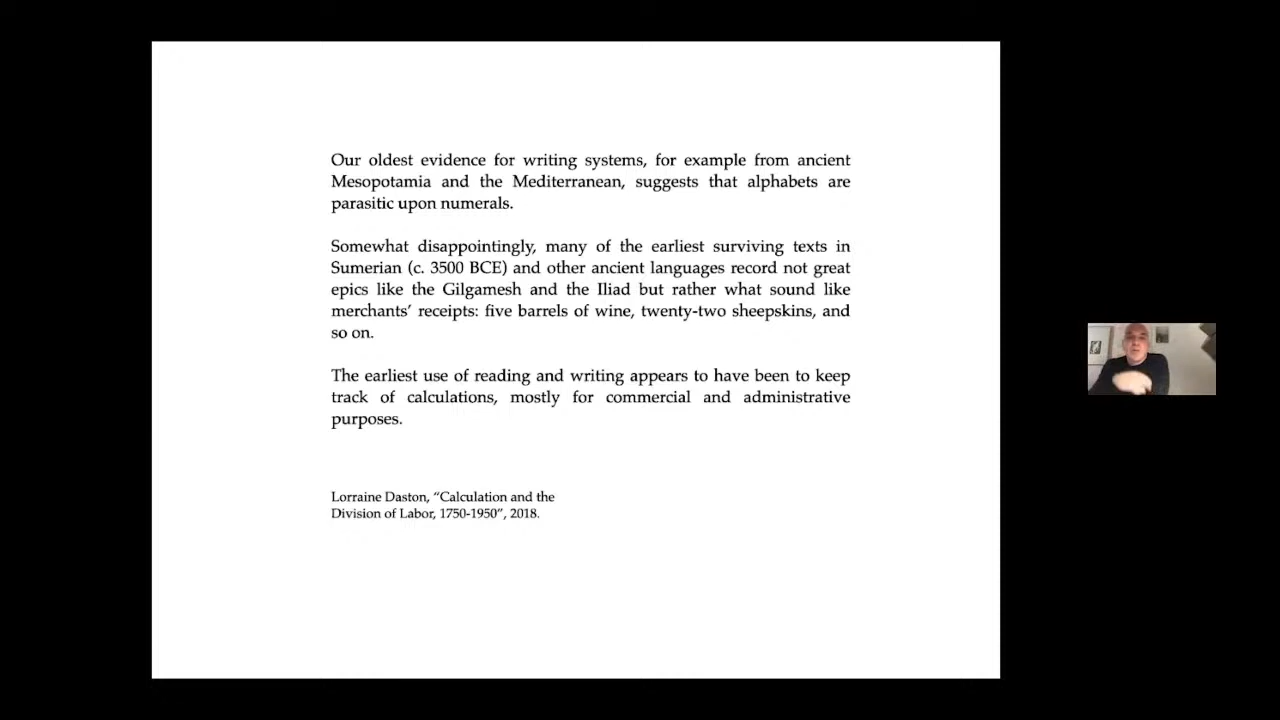 Our oldest evidence for writing systems, for example from ancient
Mesopotamia and the Mediterranean, suggests that alphabets are
parasitic upon numerals.
Somewhat disappointingly, many of the earliest surviving texts in
Sumerian (c. 3500 BCE) and other ancient languages record not great
epics like the Gilgamesh and the Iliad but rather what sound like
merchants’ receipts: five barrels of wine, twenty-two sheepskins, and
so on.
The earliest use of reading and writing appears to have been to keep
track of calculations, mostly for commercial and administrative
purposes.
Lorraine Daston, “Calculation and the
Division of Labor, 1750-1950”, 2018.